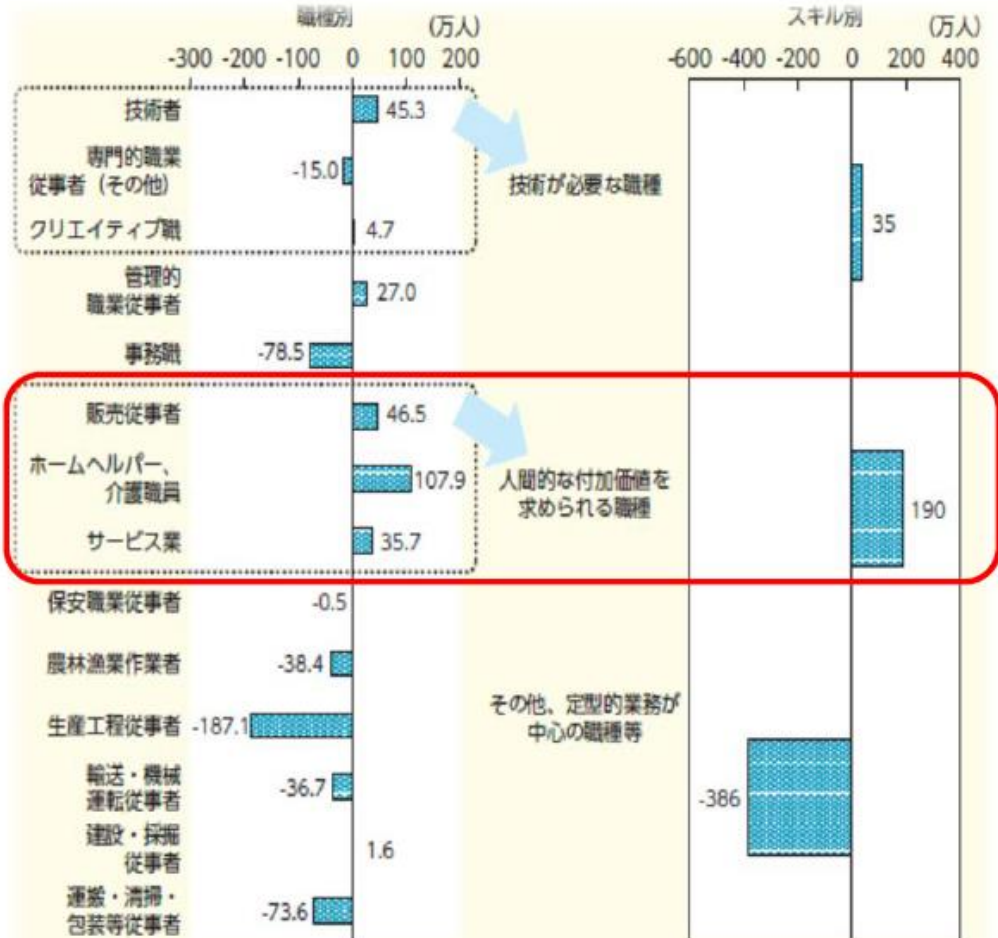 職種別
(万人)
-300 -200 -100 0 100 200
技術者
45.3
専門的職業
従事者(その他)
-15.0
クリエイティブ職
4.7
管理的
職業従事者
27.0
事務職
-78.5
販売従事者
46.5
ホームヘルパー、
介護職員
107.9
サービス業
35.7
保安職業従事者
-0.5
農林漁業作業者
-38.4
生産工程従事者
-187.1
輸送・機械
運転従事者
-36.7
建設・採掘
従事者
1.6
運搬・清掃・
包装等従事者
-73.6
スキル別
(万人)
-600 -400 -200 0 200 400
技術が必要な職種
35
人間的な付加価値を
求められる職種
190
その他、定型的業務が
中心の職種等
-386